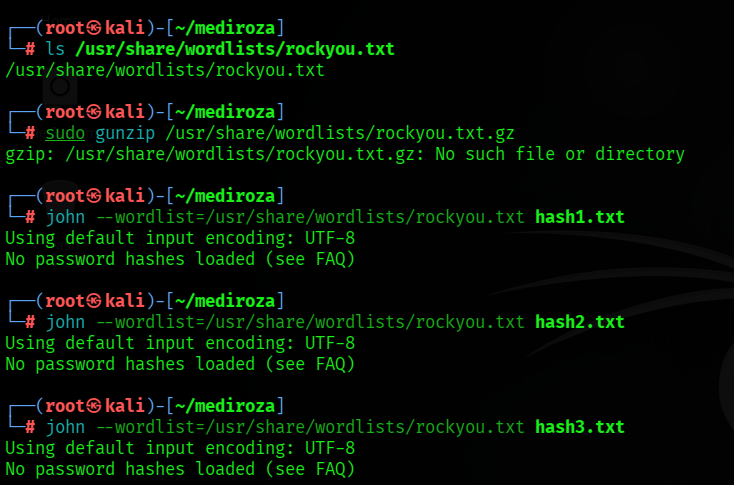 ┌──(root㉿kali)-[~/mediroza]
└─# ls /usr/share/wordlists/rockyou.txt
/usr/share/wordlists/rockyou.txt
┌──(root㉿kali)-[~/mediroza]
└─# sudo gunzip /usr/share/wordlists/rockyou.txt.gz
gzip: /usr/share/wordlists/rockyou.txt.gz: No such file or directory
┌──(root㉿kali)-[~/mediroza]
└─# john --wordlist=/usr/share/wordlists/rockyou.txt hash1.txt
Using default input encoding: UTF-8
No password hashes loaded (see FAQ)
┌──(root㉿kali)-[~/mediroza]
└─# john --wordlist=/usr/share/wordlists/rockyou.txt hash2.txt
Using default input encoding: UTF-8
No password hashes loaded (see FAQ)
┌──(root㉿kali)-[~/mediroza]
└─# john --wordlist=/usr/share/wordlists/rockyou.txt hash3.txt
Using default input encoding: UTF-8
No password hashes loaded (see FAQ)